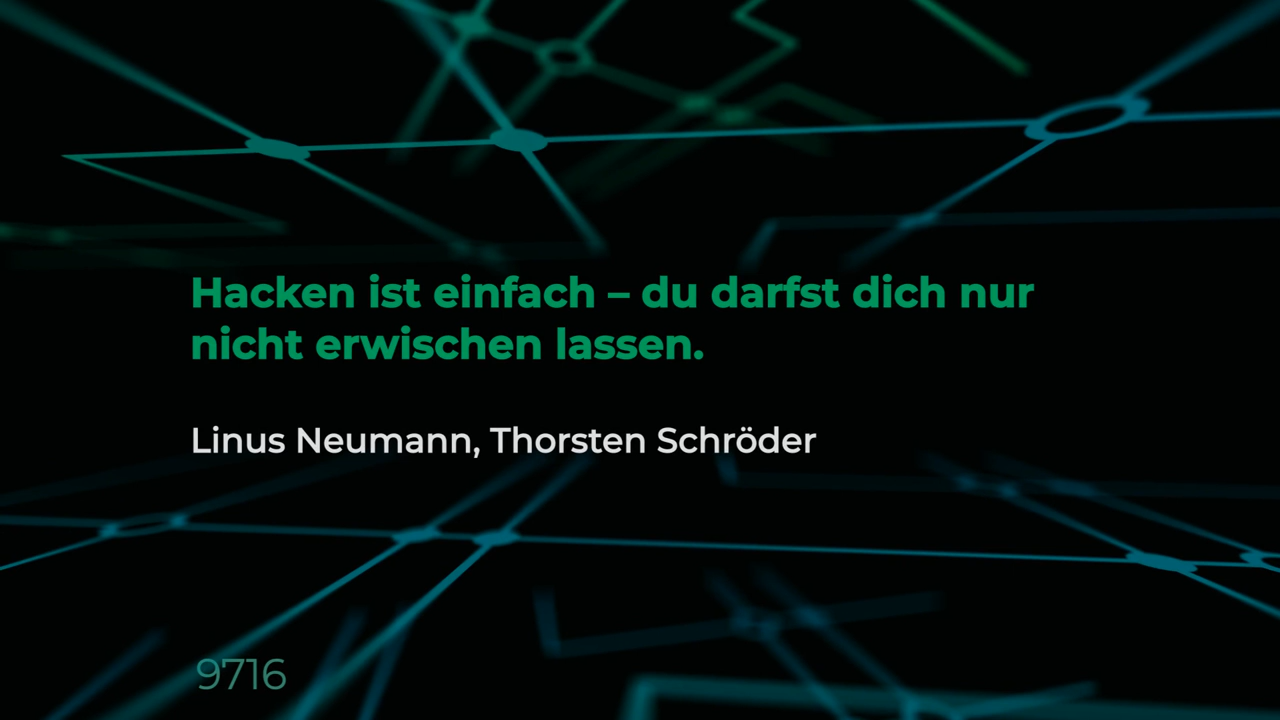 Hacken ist einfach – du darfst dich nur
nicht erwischen lassen.
Linus Neumann, Thorsten Schröder
9716